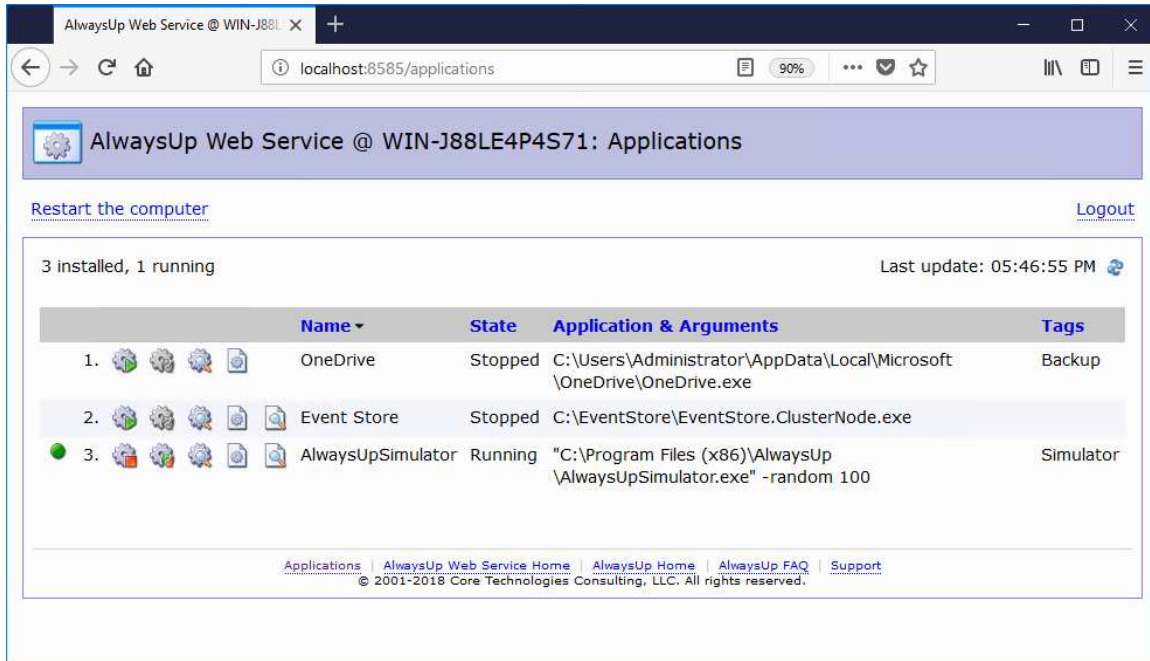 AlwaysUp Web Service @ WIN-J88L
localhost:8585/applications
90%
AlwaysUp Web Service @ WIN-J88LE4P4S71: Applications
Restart the computer
Logout
3 installed, 1 running
Last update: 05:46:55 PM
Name State Application & Arguments Tags
1. OneDrive Stopped C:\Users\Administrator\AppData\Local\Microsoft Backup
\OneDrive\OneDrive.exe
2. Event Store Stopped C:\EventStore\EventStore.ClusterNode.exe
3. AlwaysUpSimulator Running "C:\Program Files (x86)\AlwaysUp Simulator
\AlwaysUpSimulator.exe" -random 100
Applications | AlwaysUp Web Service Home | AlwaysUp Home | AlwaysUp FAQ | Support
© 2001-2018 Core Technologies Consulting, LLC. All rights reserved.